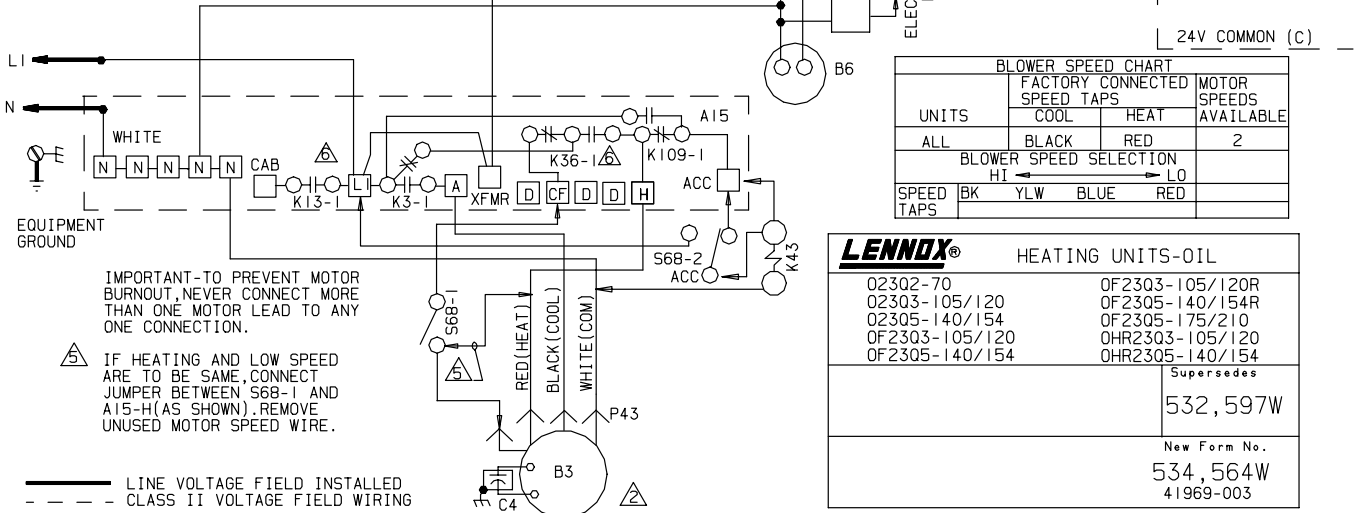 ELEC
24V COMMON (C)
L1
B6
N
WHITE
A15
N N N N N
CAB
6
K13-1
L1
K3-1
A
XFMR
K36-1
6
K109-1
D CF D D H
ACC
EQUIPMENT
GROUND
S68-2
ACC
K43
S68-1
5
RED(HEAT)
BLACK(COOL)
WHITE(COM)
P43
B3
C4
2
IMPORTANT-TO PREVENT MOTOR
BURNOUT,NEVER CONNECT MORE
THAN ONE MOTOR LEAD TO ANY
ONE CONNECTION.
5 IF HEATING AND LOW SPEED
ARE TO BE SAME,CONNECT
JUMPER BETWEEN S68-1 AND
A15-H(AS SHOWN).REMOVE
UNUSED MOTOR SPEED WIRE.
LINE VOLTAGE FIELD INSTALLED
CLASS II VOLTAGE FIELD WIRING
BLOWER SPEED CHART
UNITS
FACTORY CONNECTED
SPEED TAPS
COOL HEAT
MOTOR
SPEEDS
AVAILABLE
ALL BLACK RED 2
BLOWER SPEED SELECTION
HI LO
SPEED
TAPS
BK YLW BLUE RED
LENNOX® HEATING UNITS-OIL
O23Q2-70 OF23Q3-105/120R
O23Q3-105/120 OF23Q5-140/154R
O23Q5-140/154 OF23Q5-175/210
OF23Q3-105/120 OHR23Q3-105/120
OF23Q5-140/154 OHR23Q5-140/154
Supersedes
532,597W
New Form No.
534,564W
41969-003